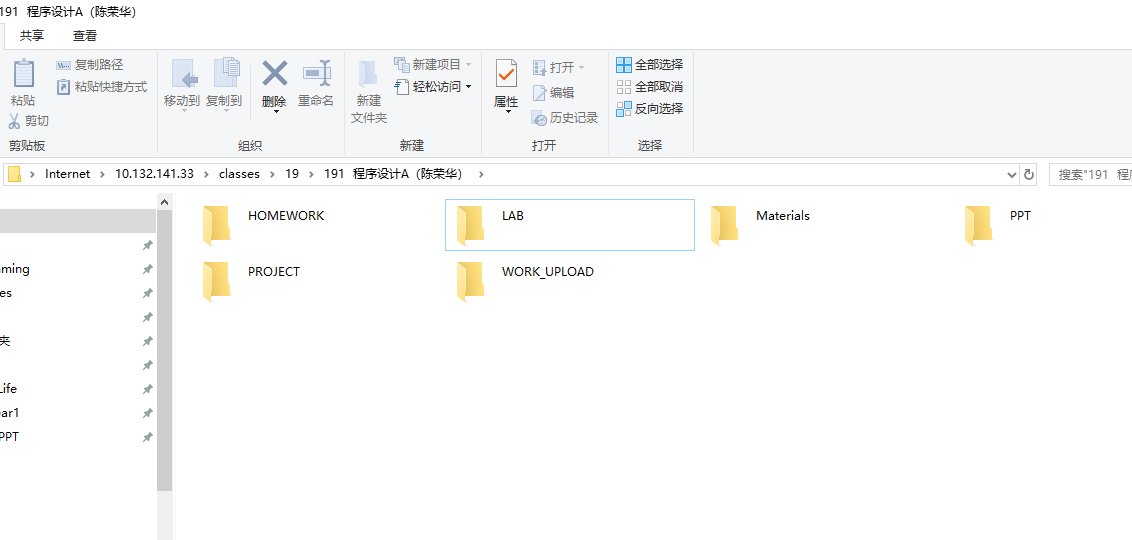 191 程序设计A（陈荣华）
共享 查看
复制路径
粘贴快捷方式
粘贴
剪切
剪贴板
移动到 复制到
删除 重命名
组织
新建项目
轻松访问
新建
文件夹
新建
属性
打开
编辑
历史记录
打开
全部选择
全部取消
反向选择
选择
Internet 10.132.141.33 classes 19 191 程序设计A（陈荣华）
搜索"191 程
HOMEWORK LAB Materials PPT
PROJECT WORK_UPLOAD
ming
es
夹
Life
ear1
PPT